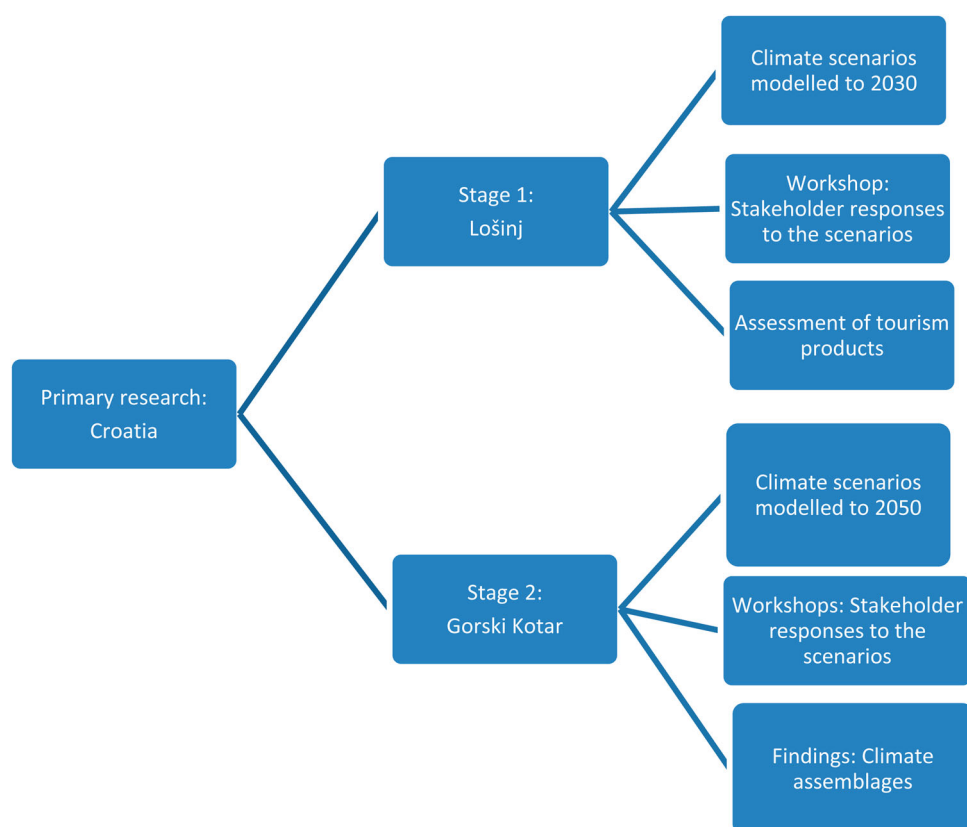 Primary research:
Croatia
Stage 1:
Lošinj
Climate scenarios
modelled to 2030
Workshop:
Stakeholder responses
to the scenarios
Assessment of tourism
products
Stage 2:
Gorski Kotar
Climate scenarios
modelled to 2050
Workshops: Stakeholder
responses to the
scenarios
Findings: Climate
assemblages